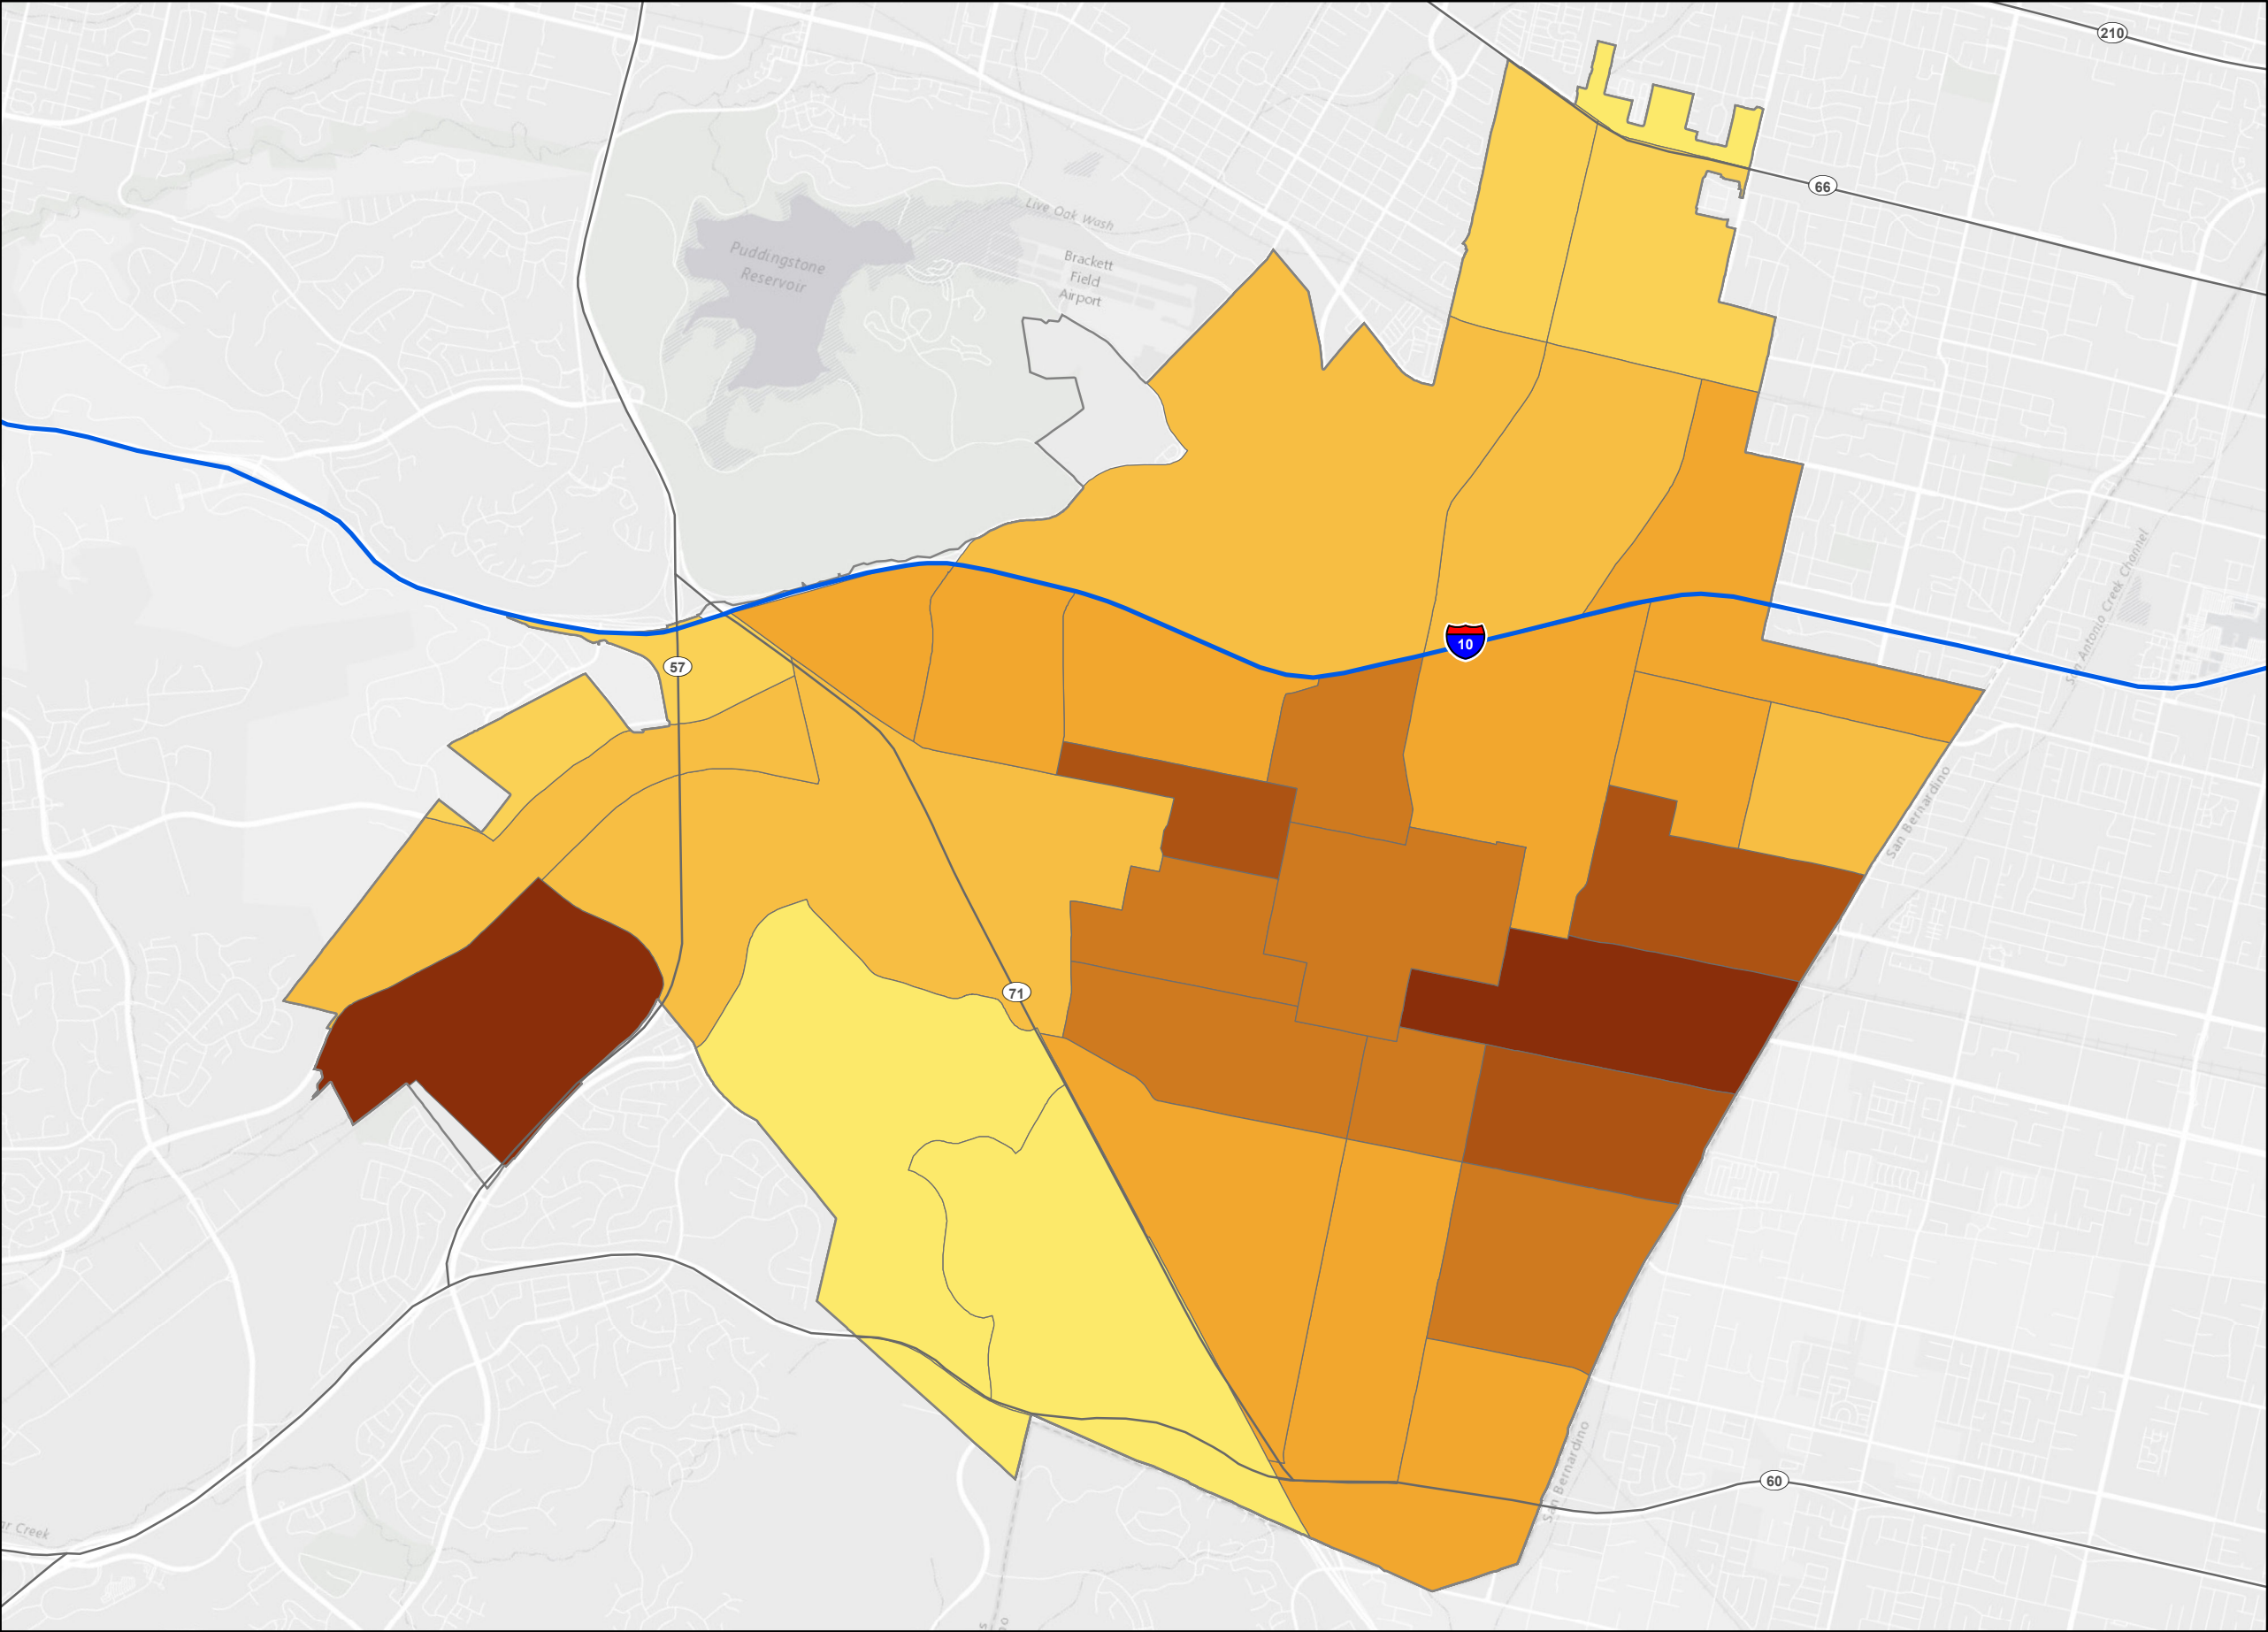 210
66
Live Oak Wash
Puddingstone
Reservoir
Brackett
Field
Airport
San Antonio Creek Channel
10
57
San Bernardino
71
60
San Bernardino
Creek